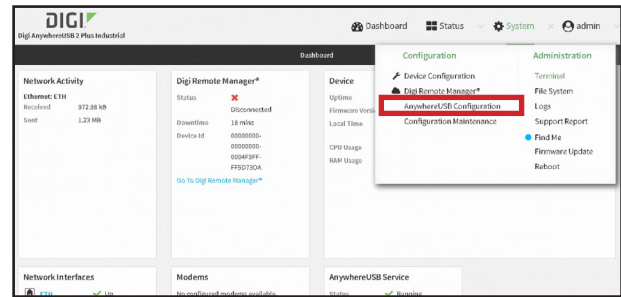 DIGI
Digi AnywhereUSB 2 Plus Industrial
Dashboard Status System admin
Dashboard
Network Activity
Ethernet: ETH
Received 972.98 kB
Sent 1.23 MB
Digi Remote Manager®
Status
Disconnected
Downtime 18 mins
Device Id 00000000-
00000000-
0004F3FF-
FF5D73DA
Go To Digi Remote Manager®
Device
Uptime
Firmware Versi
Local Time
CPU Usage
RAM Usage
Configuration
Device Configuration
Digi Remote Manager®
AnywhereUSB Configuration
Configuration Maintenance
Administration
Terminal
File System
Logs
Support Report
Find Me
Firmware Update
Reboot
Network Interfaces
ETH Up
Modems
No configured modems available.
AnywhereUSB Service
Status Running